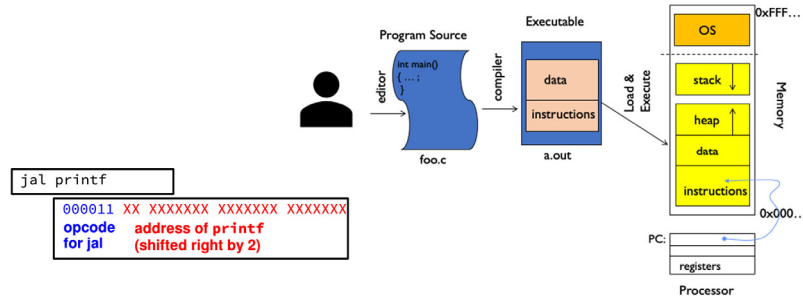 Program Source
int main()
{ ... ;
}
foo.c
editor
compiler
Executable
data
instructions
a.out
Load &
Execute
0xFFF...
OS
stack
heap
data
instructions
Memory
0x000...
PC:
registers
Processor
jal printf
000011 XX XXXXXXX XXXXXXX XXXXXXX
opcode
for jal
address of printf
(shifted right by 2)